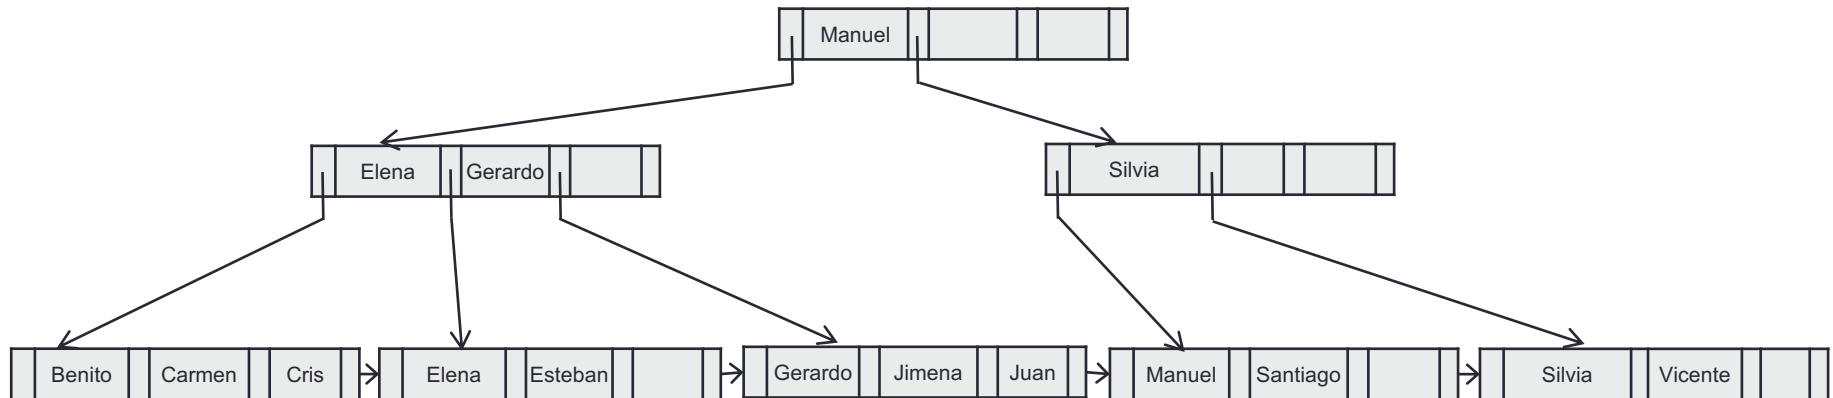 Manuel
Elena Gerardo
Silvia
Benito Carmen Cris
Elena Esteban
Gerardo Jimena Juan
Manuel Santiago
Silvia Vicente